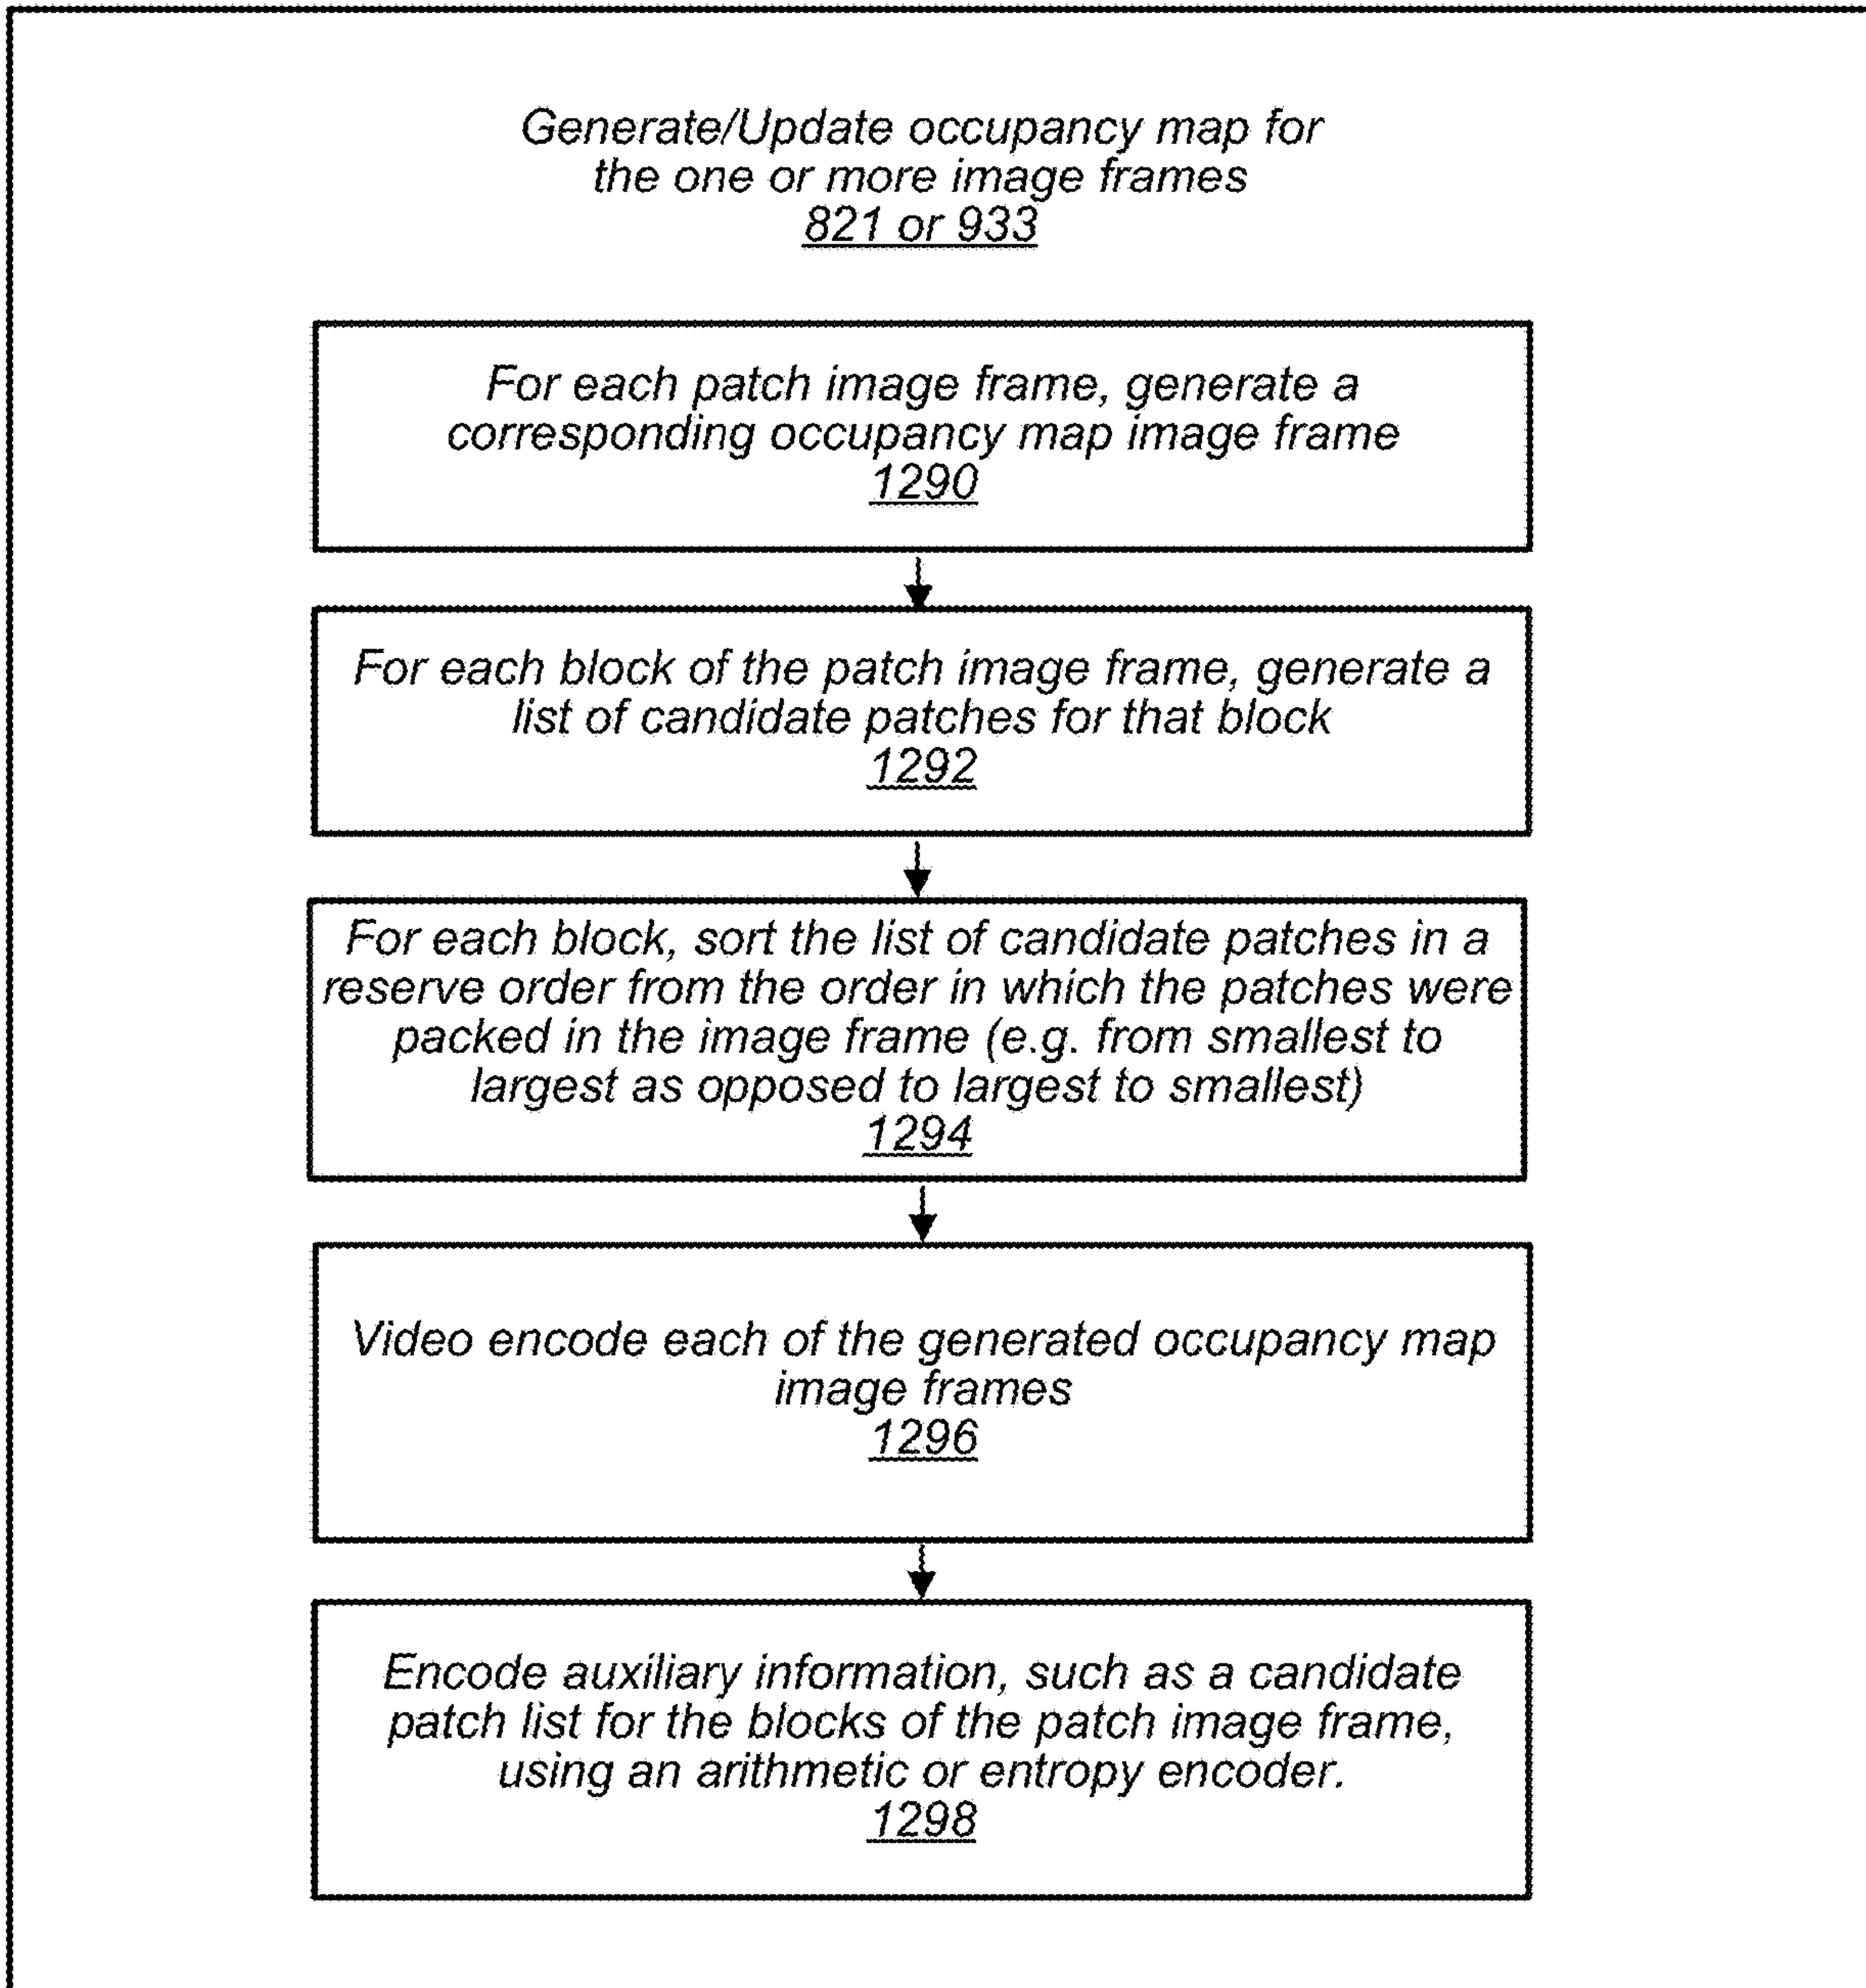 Generate/Update occupancy map for
the one or more image frames
821 or 933
For each patch image frame, generate a
corresponding occupancy map image frame
1290
For each block of the patch image frame, generate a
list of candidate patches for that block
1292
For each block, sort the list of candidate patches in a
reserve order from the order in which the patches were
packed in the image frame (e.g. from smallest to
largest as opposed to largest to smallest)
1294
Video encode each of the generated occupancy map
image frames
1296
Encode auxiliary information, such as a candidate
patch list for the blocks of the patch image frame,
using an arithmetic or entropy encoder.
1298